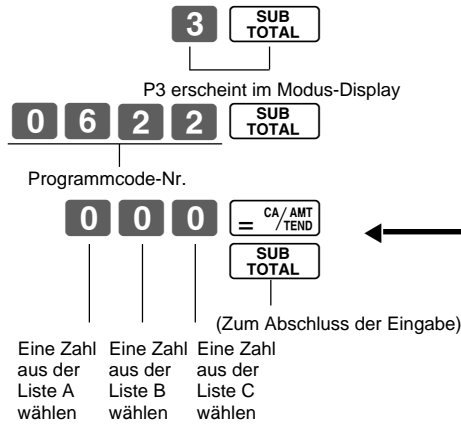 3 SUB TOTAL
P3 erscheint im Modus-Display
0 6 2 2 SUB TOTAL
Programmcode-Nr.
0 0 0 = CA/AMT TEND
SUB TOTAL
(Zum Abschluss der Eingabe)
Eine Zahl aus der Liste A wählen
Eine Zahl aus der Liste B wählen
Eine Zahl aus der Liste C wählen